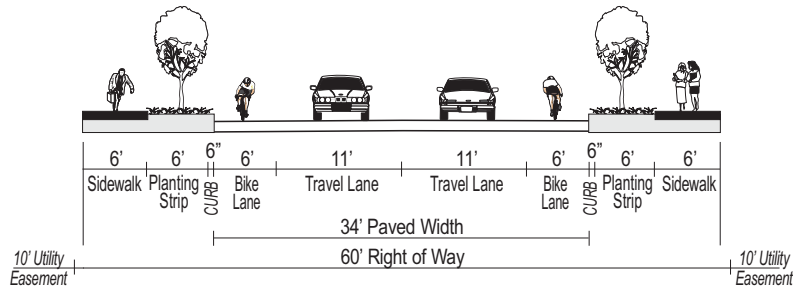 6’ 6’ 6” 6’ 11’ 11’ 6’ 6” 6’ 6’
Sidewalk
Planting
Strip
CURB
Bike
Lane
Travel Lane
Travel Lane
Bike
Lane
CURB
Planting
Strip
Sidewalk
34’ Paved Width
60’ Right of Way
10’ Utility
Easement
10’ Utility
Easement